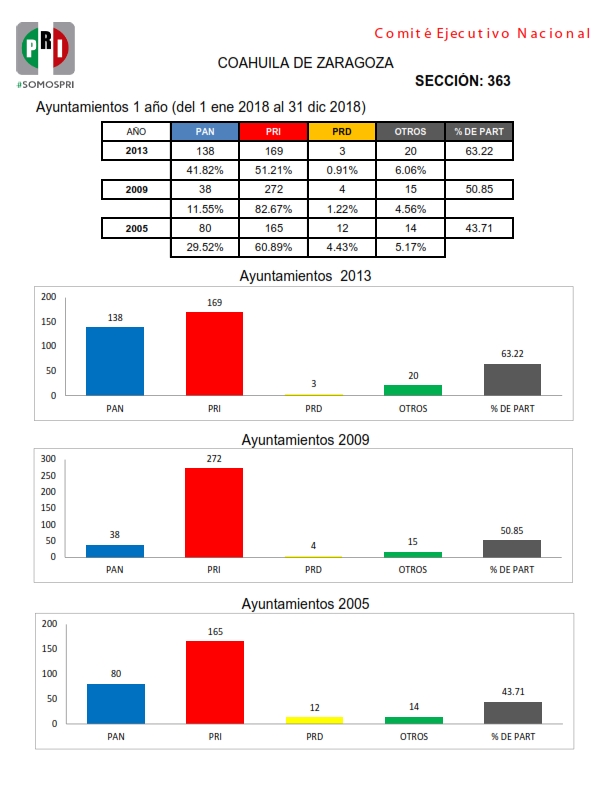 PRI
#SOMOSPRI
Comité Ejecutivo Nacional
COAHUILA DE ZARAGOZA
SECCIÓN: 363
Ayuntamientos 1 año (del 1 ene 2018 al 31 dic 2018)
AÑO PAN PRI PRD OTROS % DE PART
2013 138 169 3 20 63.22
41.82% 51.21% 0.91% 6.06%
2009 38 272 4 15 50.85
11.55% 82.67% 1.22% 4.56%
2005 80 165 12 14 43.71
29.52% 60.89% 4.43% 5.17%
Ayuntamientos 2013
200
150
100
50
0
138
169
3
20
63.22
PAN PRI PRD OTROS % DE PART
Ayuntamientos 2009
300
250
200
150
100
50
0
38
272
4
15
50.85
PAN PRI PRD OTROS % DE PART
Ayuntamientos 2005
200
150
100
50
0
80
165
12
14
43.71
PAN PRI PRD OTROS % DE PART